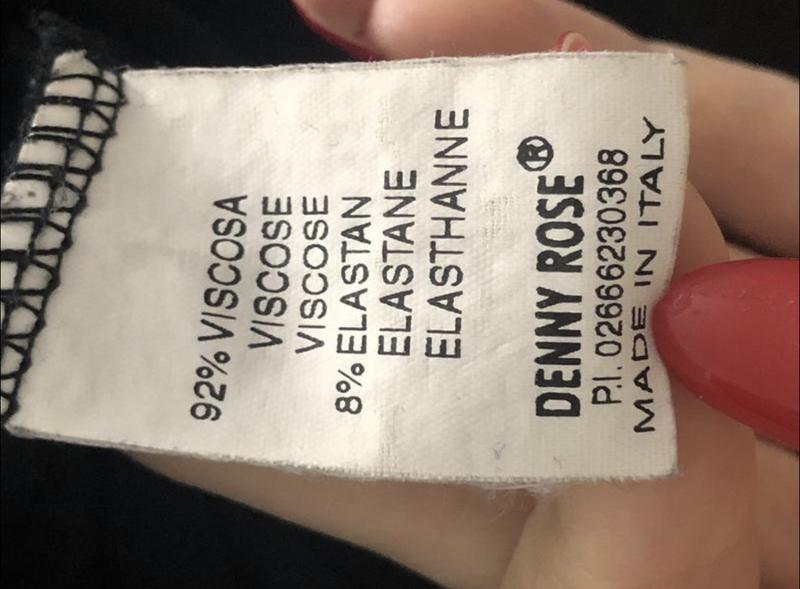 92% VISCOSA
VISCOSE
VISCOSE
8% ELASTAN
ELASTANE
ELASTHANNE
DENNY ROSE®
P.I. 02666230368
MADE IN ITALY